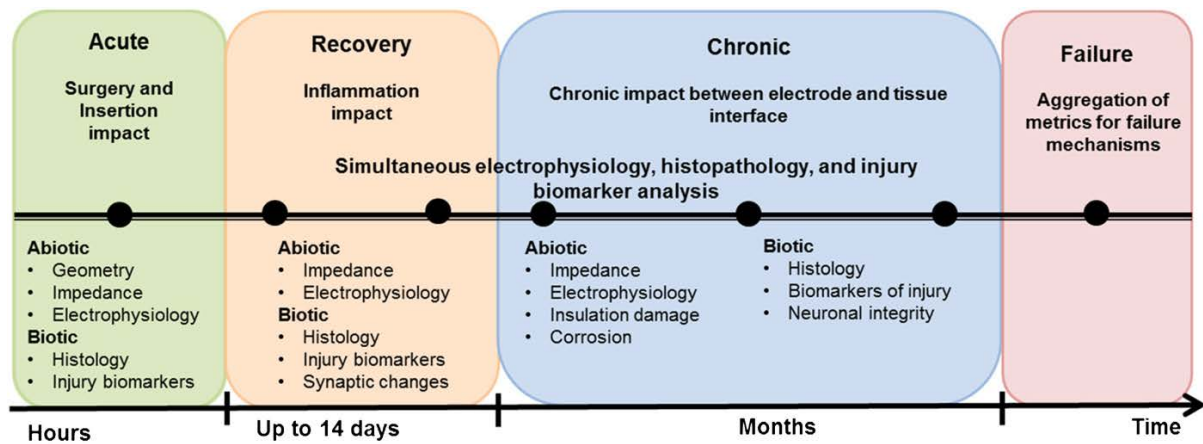 Acute
Surgery and
Insertion
impact
Recovery
Inflammation
impact
Chronic
Chronic impact between electrode and tissue
interface
Failure
Aggregation of
metrics for failure
mechanisms
Simultaneous electrophysiology, histopathology, and injury
biomarker analysis
Abiotic
• Geometry
• Impedance
• Electrophysiology
Biotic
• Histology
• Injury biomarkers
Abiotic
• Impedance
• Electrophysiology
Biotic
• Histology
• Injury biomarkers
• Synaptic changes
Abiotic
• Impedance
• Electrophysiology
• Insulation damage
• Corrosion
Biotic
• Histology
• Biomarkers of injury
• Neuronal integrity
Hours
Up to 14 days
Months
Time